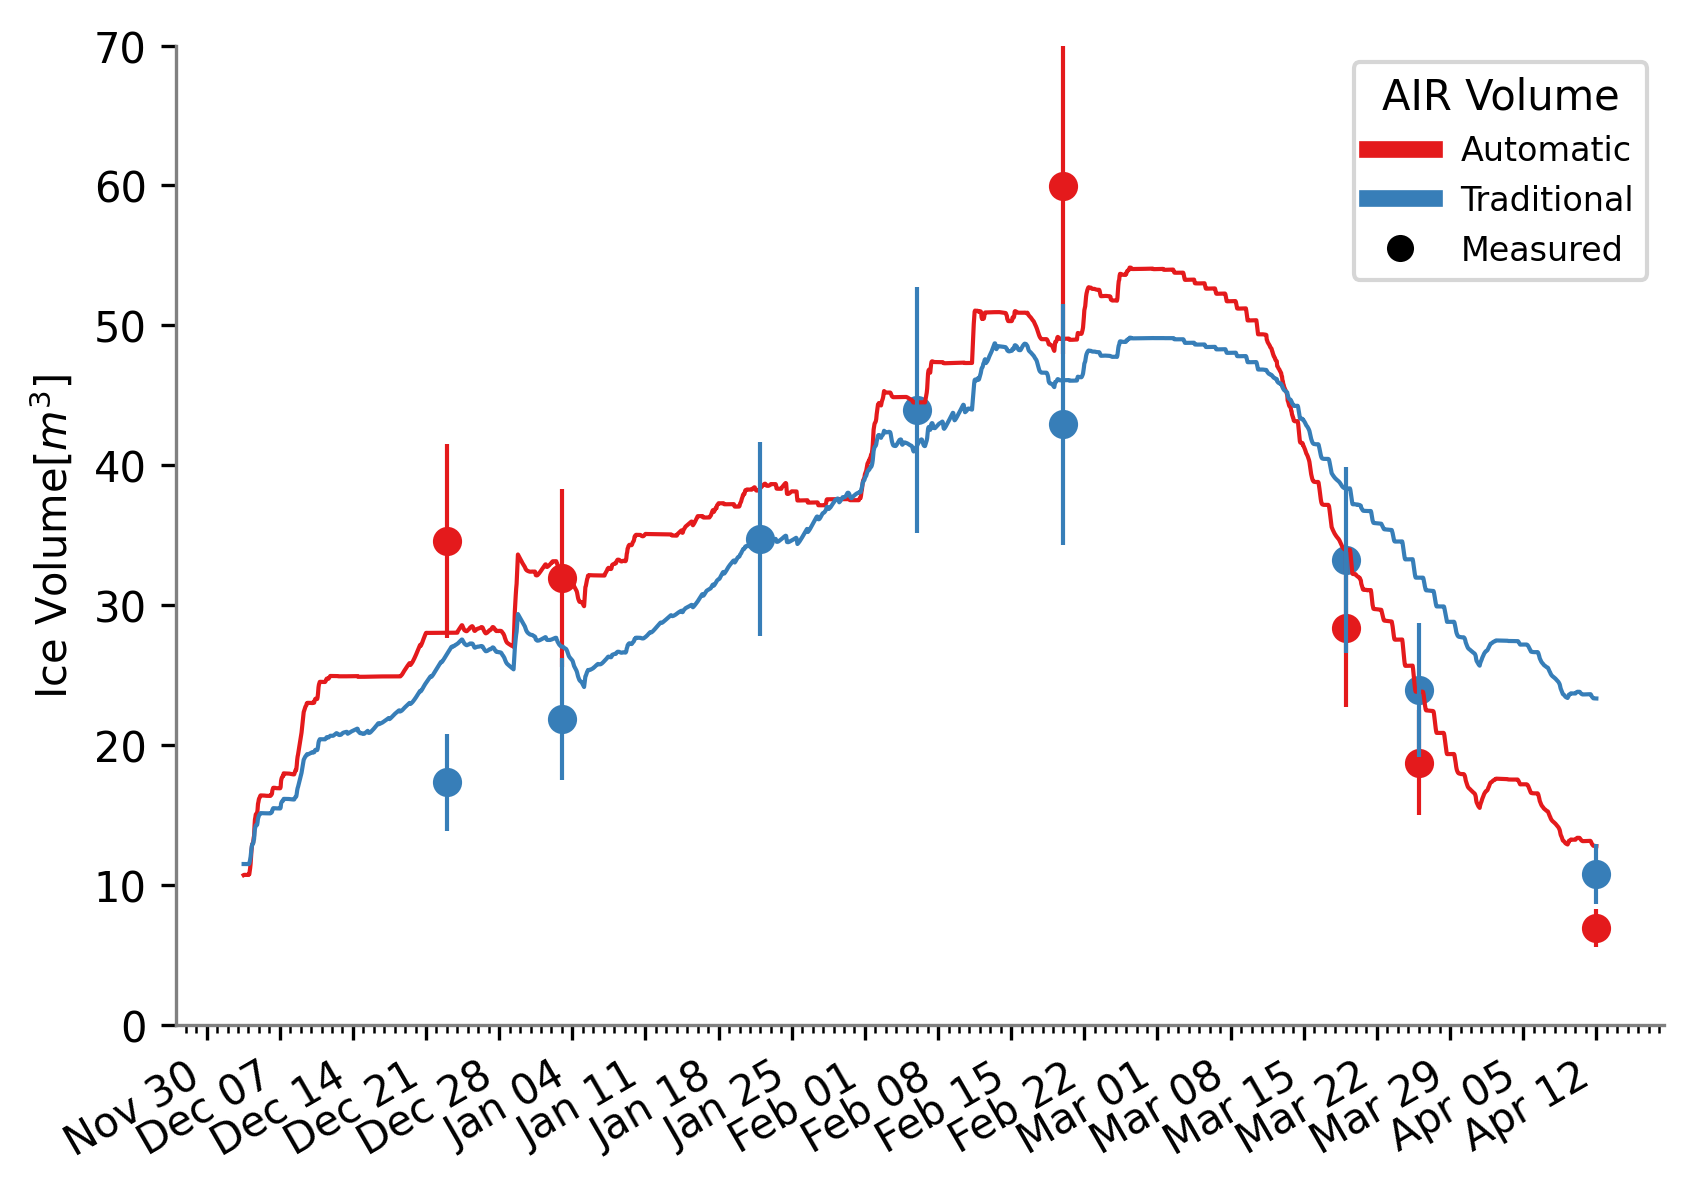 70
60
50
40
30
20
10
0
Ice Volume[m³]
AIR Volume
Automatic
Traditional
Measured
Nov 30
Dec 07
Dec 14
Dec 21
Dec 28
Jan 04
Jan 11
Jan 18
Jan 25
Feb 01
Feb 08
Feb 15
Feb 22
Mar 01
Mar 08
Mar 15
Mar 22
Mar 29
Apr 05
Apr 12